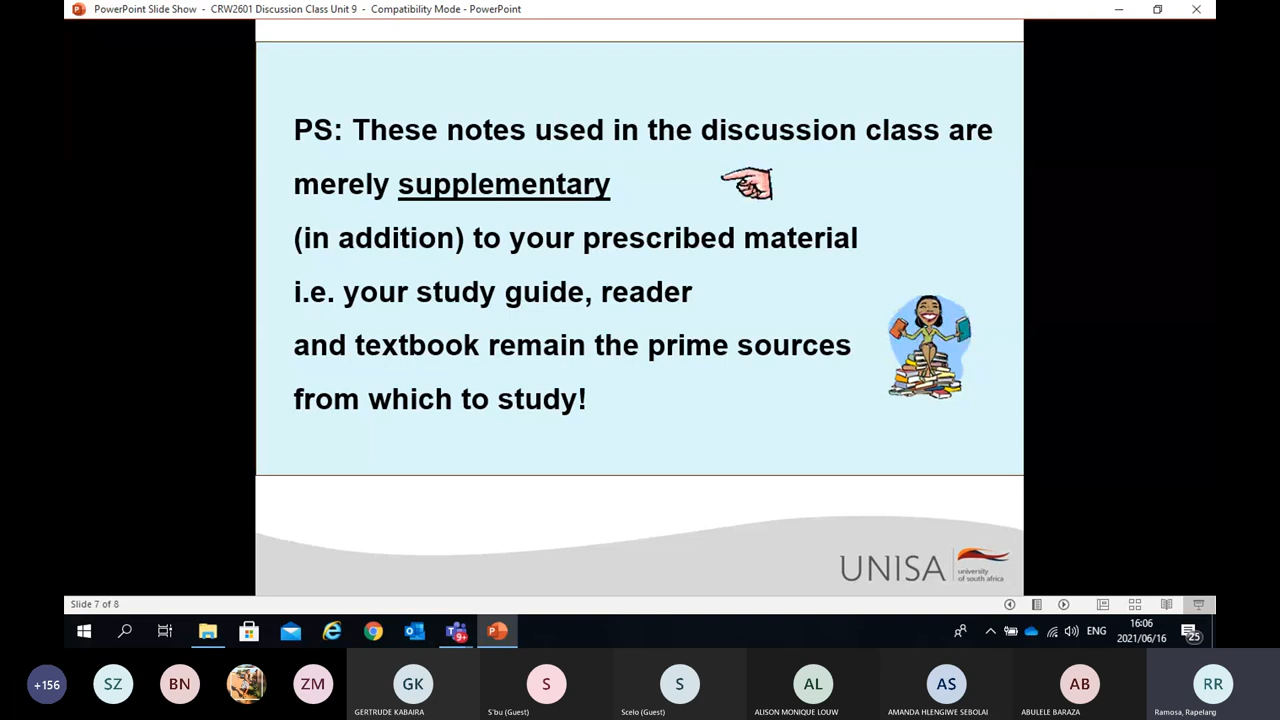 PowerPoint Slide Show - CRW2601 Discussion Class Unit 9 - Compatibility Mode - PowerPoint
PS: These notes used in the discussion class are
merely supplementary
(in addition) to your prescribed material
i.e. your study guide, reader
and textbook remain the prime sources
from which to study!
UNISA
university
of south africa
Slide 7 of 8
9+
ENG
16:06
2021/06/16
25
+156
SZ
BN
ZM
GK
GERTRUDE KABAIRA
S
S'bu (Guest)
S
Scelo (Guest)
AL
ALISON MONIQUE LOUW
AS
AMANDA HLENGIWE SEBOLAI
AB
ABULELE BARAZA
RR
Ramosa, Rapelang